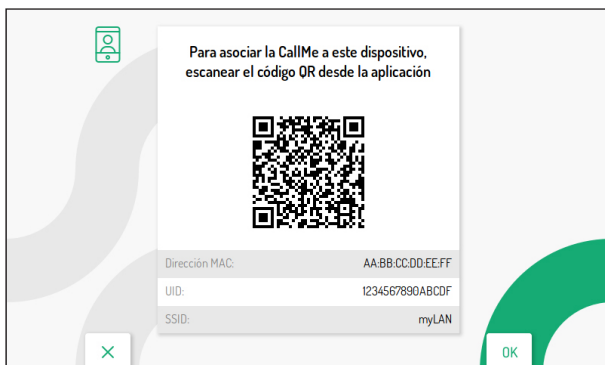 Para asociar la CallMe a este dispositivo,
escanear el código QR desde la aplicación
Dirección MAC: AA:BB:CC:DD:EE:FF
UID: 1234567890ABCDF
SSID: myLAN
OK